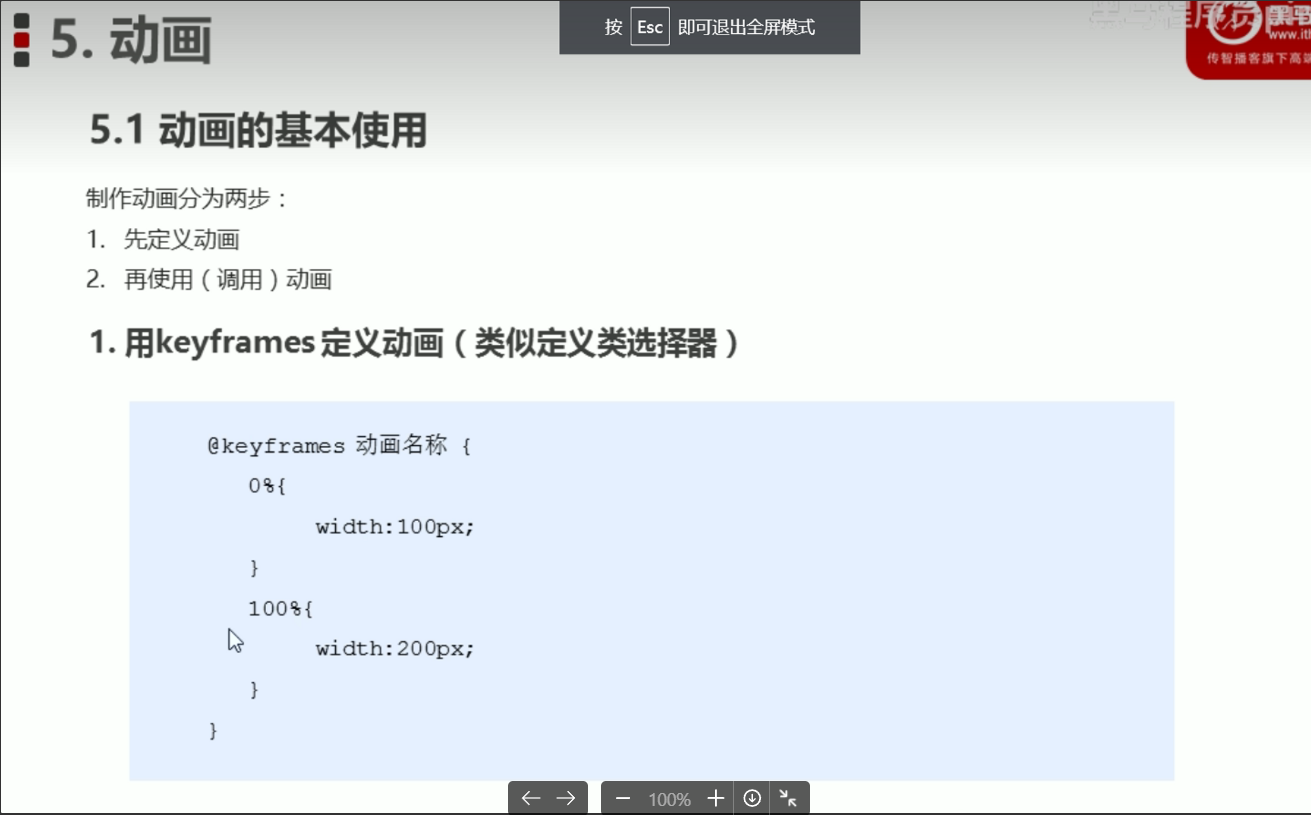 5. 动画
按 Esc 即可退出全屏模式
www.it
传智播客旗下高端
5.1 动画的基本使用
制作动画分为两步：
1. 先定义动画
2. 再使用（调用）动画
1. 用keyframes 定义动画（类似定义类选择器）
@keyframes 动画名称 {
0%{
width:100px;
}
100%{
width:200px;
}
}
100%